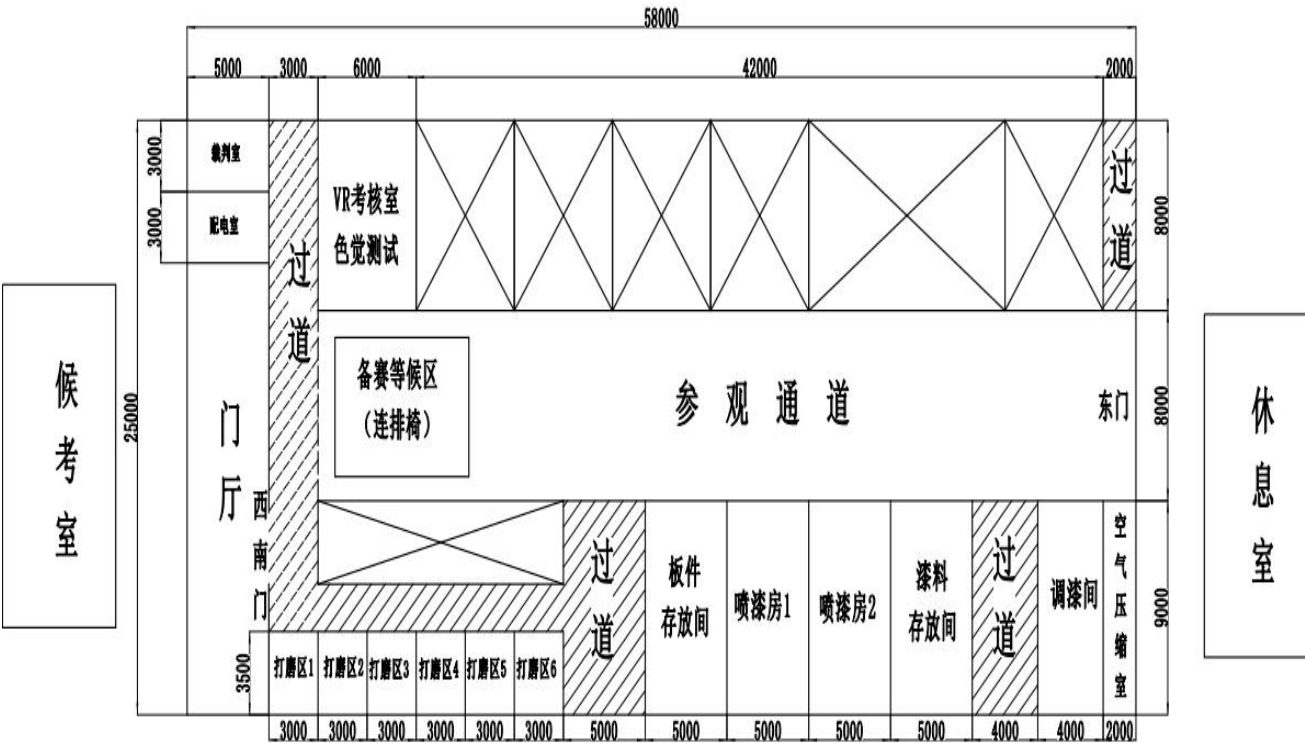 58000
5000
3000
6000
42000
2000
裁判室
配电室
3000
3000
25000
VR考核室
色觉测试
过道
过道
8000
候考室
门厅
西南门
备赛等候区
(连排椅)
参观通道
东门
8000
休息室
过道
板件
存放间
喷漆房1
喷漆房2
漆料
存放间
过道
调漆间
空气压缩室
9000
3500
打磨区1
打磨区2
打磨区3
打磨区4
打磨区5
打磨区6
3000
3000
3000
3000
3000
3000
5000
5000
5000
5000
5000
4000
4000
2000